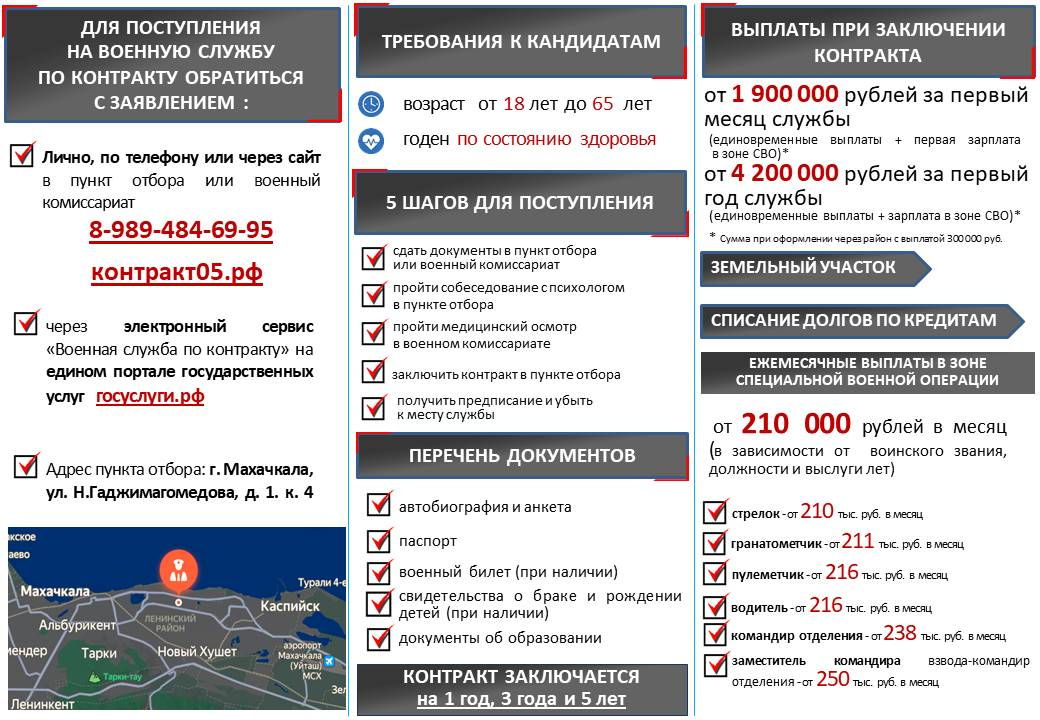 ДЛЯ ПОСТУПЛЕНИЯ
НА ВОЕННУЮ СЛУЖБУ
ПО КОНТРАКТУ ОБРАТИТЬСЯ
С ЗАЯВЛЕНИЕМ :
Лично, по телефону или через сайт
в пункт отбора или военный
комиссариат
8-989-484-69-95
контракт05.рф
через электронный сервис
«Военная служба по контракту» на
едином портале государственных
услуг госуслуги.рф
Адрес пункта отбора: г. Махачкала,
ул. Н.Гаджимагомедова, д. 1. к. 4
Махачкала
Турали 4-е
Каспийск
ЛЕНИНСКИЙ
РАЙОН
Альбурикент
Тарки
Новый Хушет
аэропорт
Махачкала
(Уйташ)
МСХ
Тарки-тау
Ленинкент
ТРЕБОВАНИЯ К КАНДИДАТАМ
возраст от 18 лет до 65 лет
годен по состоянию здоровья
5 ШАГОВ ДЛЯ ПОСТУПЛЕНИЯ
сдать документы в пункт отбора
или военный комиссариат
пройти собеседование с психологом
в пункте отбора
пройти медицинский осмотр
в военном комиссариате
заключить контракт в пункте отбора
получить предписание и убыть
к месту службы
ПЕРЕЧЕНЬ ДОКУМЕНТОВ
автобиография и анкета
паспорт
военный билет (при наличии)
свидетельства о браке и рождении
детей (при наличии)
документы об образовании
КОНТРАКТ ЗАКЛЮЧАЕТСЯ
на 1 год, 3 года и 5 лет
ВЫПЛАТЫ ПРИ ЗАКЛЮЧЕНИИ
КОНТРАКТА
от 1 900 000 рублей за первый
месяц службы
(единовременные выплаты + первая зарплата
в зоне СВО)*
от 4 200 000 рублей за первый
год службы
(единовременные выплаты + зарплата в зоне СВО)*
* Сумма при оформлении через район с выплатой 300 000 руб.
ЗЕМЕЛЬНЫЙ УЧАСТОК
СПИСАНИЕ ДОЛГОВ ПО КРЕДИТАМ
ЕЖЕМЕСЯЧНЫЕ ВЫПЛАТЫ В ЗОНЕ
СПЕЦИАЛЬНОЙ ВОЕННОЙ ОПЕРАЦИИ
от 210 000 рублей в месяц
(в зависимости от воинского звания,
должности и выслуги лет)
стрелок - от 210 тыс. руб. в месяц
гранатометчик - от 211 тыс. руб. в месяц
пулеметчик - от 216 тыс. руб. в месяц
водитель - от 216 тыс. руб. в месяц
командир отделения - от 238 тыс. руб. в месяц
заместитель командира взвода-командир
отделения - от 250 тыс. руб. в месяц